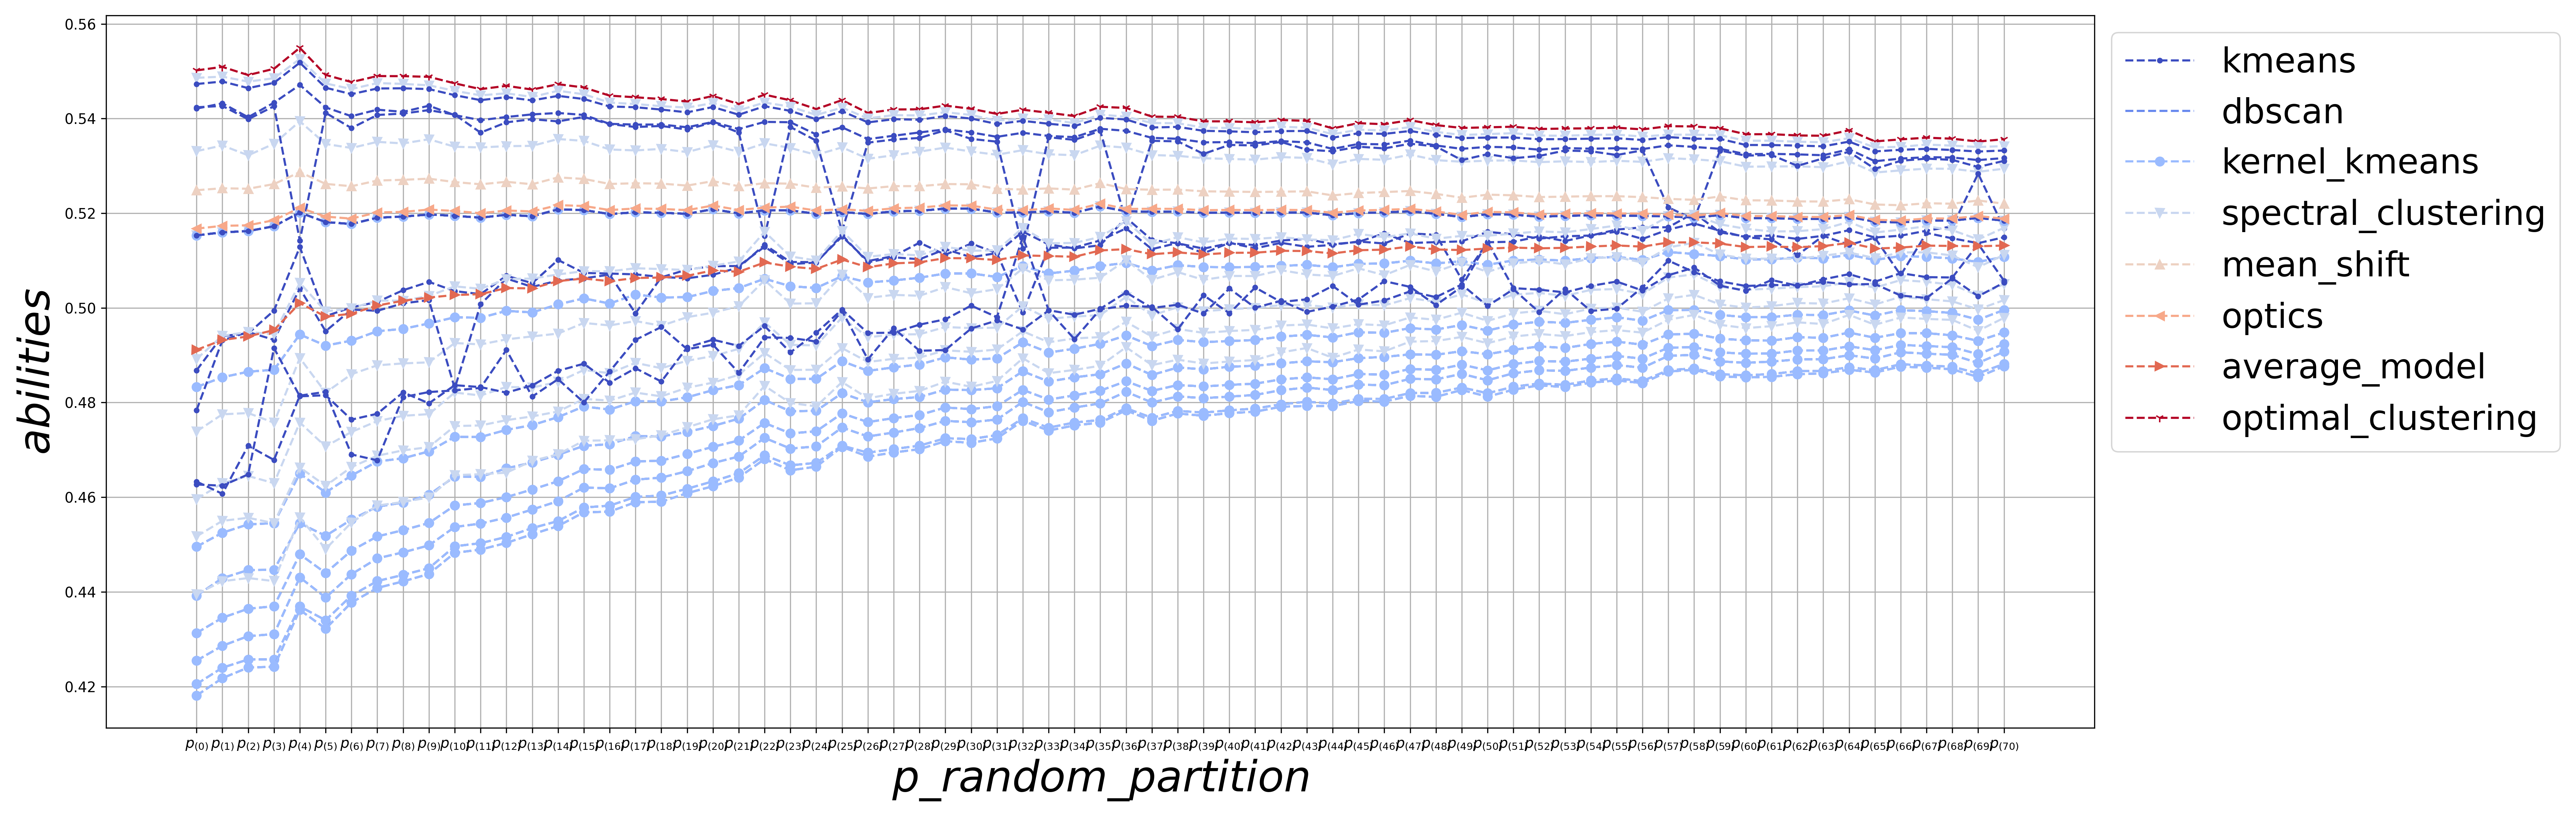 0.56
0.54
0.52
0.50
0.48
0.46
0.44
0.42
abilities
p(0) p(1) p(2) p(3) p(4) p(5) p(6) p(7) p(8) p(9) p(10) p(11) p(12) p(13) p(14) p(15) p(16) p(17) p(18) p(19) p(20) p(21) p(22) p(23) p(24) p(25) p(26) p(27) p(28) p(29) p(30) p(31) p(32) p(33) p(34) p(35) p(36) p(37) p(38) p(39) p(40) p(41) p(42) p(43) p(44) p(45) p(46) p(47) p(48) p(49) p(50) p(51) p(52) p(53) p(54) p(55) p(56) p(57) p(58) p(59) p(60) p(61) p(62) p(63) p(64) p(65) p(66) p(67) p(68) p(69) p(70)
p_random_partition
kmeans
dbscan
kernel_kmeans
spectral_clustering
mean_shift
optics
average_model
optimal_clustering